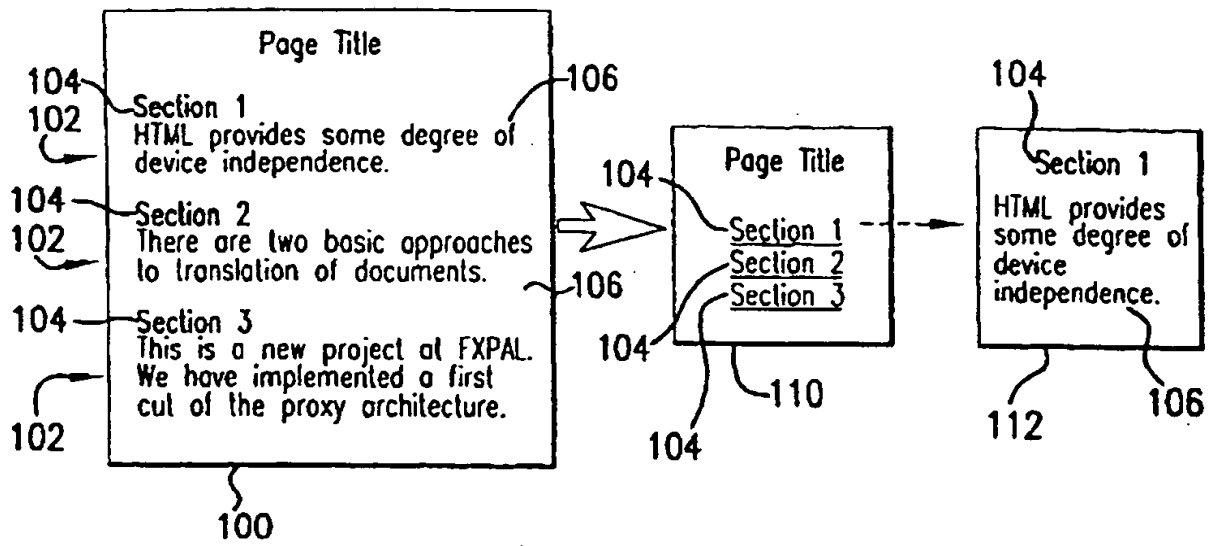 Page Title
104
106
Section 1
102
HTML provides some degree of
device independence.
104
Section 2
102
There are two basic approaches
to translation of documents.
106
104
Section 3
This is a new project at FXPAL.
We have implemented a first
cut of the proxy architecture.
102
100
Page Title
104
Section 1
Section 2
Section 3
104
104
110
104
Section 1
HTML provides
some degree of
device
independence.
106
112